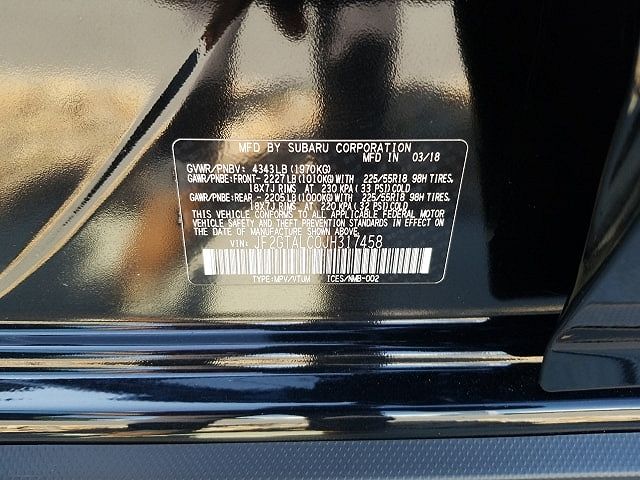 MFD BY SUBARU CORPORATION
MFD IN 03/18
GVWR/PNBV: 4343LB(1970KG)
GAWR/PNBE:FRONT- 2227LB(1010KG)WITH 225/55R18 98H TIRES,
18X7J RIMS AT 230 KPA(33 PSI)COLD
GAWR/PNBE:REAR - 2205LB(1000KG)WITH 225/55R18 98H TIRES,
18X7J RIMS AT 220 KPA(32 PSI)COLD
THIS VEHICLE CONFORMS TO ALL APPLICABLE FEDERAL MOTOR
VEHICLE SAFETY AND BUMPER STANDARDS IN EFFECT ON THE
DATE OF MANUFACTURE SHOWN ABOVE.
VIN: JF2GTALC0JH317458
TYPE:MPV/VTUM ICES/NMB-002